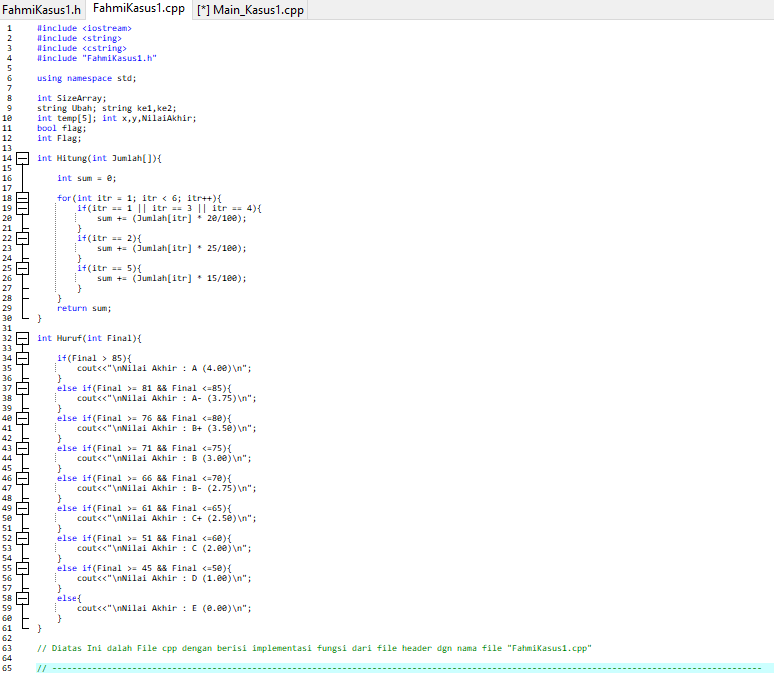 FahmiKasus1.h FahmiKasus1.cpp [*] Main_Kasus1.cpp
1 #include <iostream>
2 #include <string>
3 #include <cstring>
4 #include "FahmiKasus1.h"
5
6 using namespace std;
7
8 int SizeArray;
9 string Ubah; string ke1,ke2;
10 int temp[5]; int x,y,NilaiAkhir;
11 bool flag;
12 int Flag;
13
14 int Hitung(int Jumlah[]){
15
16 int sum = 0;
17
18 for(int itr = 1; itr < 6; itr++){
19 if(itr == 1 || itr == 3 || itr == 4){
20 sum += (Jumlah[itr] * 20/100);
21 }
22 if(itr == 2){
23 sum += (Jumlah[itr] * 25/100);
24 }
25 if(itr == 5){
26 sum += (Jumlah[itr] * 15/100);
27 }
28 }
29 return sum;
30 }
31
32 int Huruf(int Final){
33
34 if(Final > 85){
35 cout<<"\nNilai Akhir : A (4.00)\n";
36 }
37 else if(Final >= 81 && Final <=85){
38 cout<<"\nNilai Akhir : A- (3.75)\n";
39 }
40 else if(Final >= 76 && Final <=80){
41 cout<<"\nNilai Akhir : B+ (3.50)\n";
42 }
43 else if(Final >= 71 && Final <=75){
44 cout<<"\nNilai Akhir : B (3.00)\n";
45 }
46 else if(Final >= 66 && Final <=70){
47 cout<<"\nNilai Akhir : B- (2.75)\n";
48 }
49 else if(Final >= 61 && Final <=65){
50 cout<<"\nNilai Akhir : C+ (2.50)\n";
51 }
52 else if(Final >= 51 && Final <=60){
53 cout<<"\nNilai Akhir : C (2.00)\n";
54 }
55 else if(Final >= 45 && Final <=50){
56 cout<<"\nNilai Akhir : D (1.00)\n";
57 }
58 else{
59 cout<<"\nNilai Akhir : E (0.00)\n";
60 }
61 }
62
63 // Diatas Ini dalah File cpp dengan berisi implementasi fungsi dari file header dgn nama file "FahmiKasus1.cpp"
64
65 // ----------------------------------------------------------------------------------------------------------------------------------------------